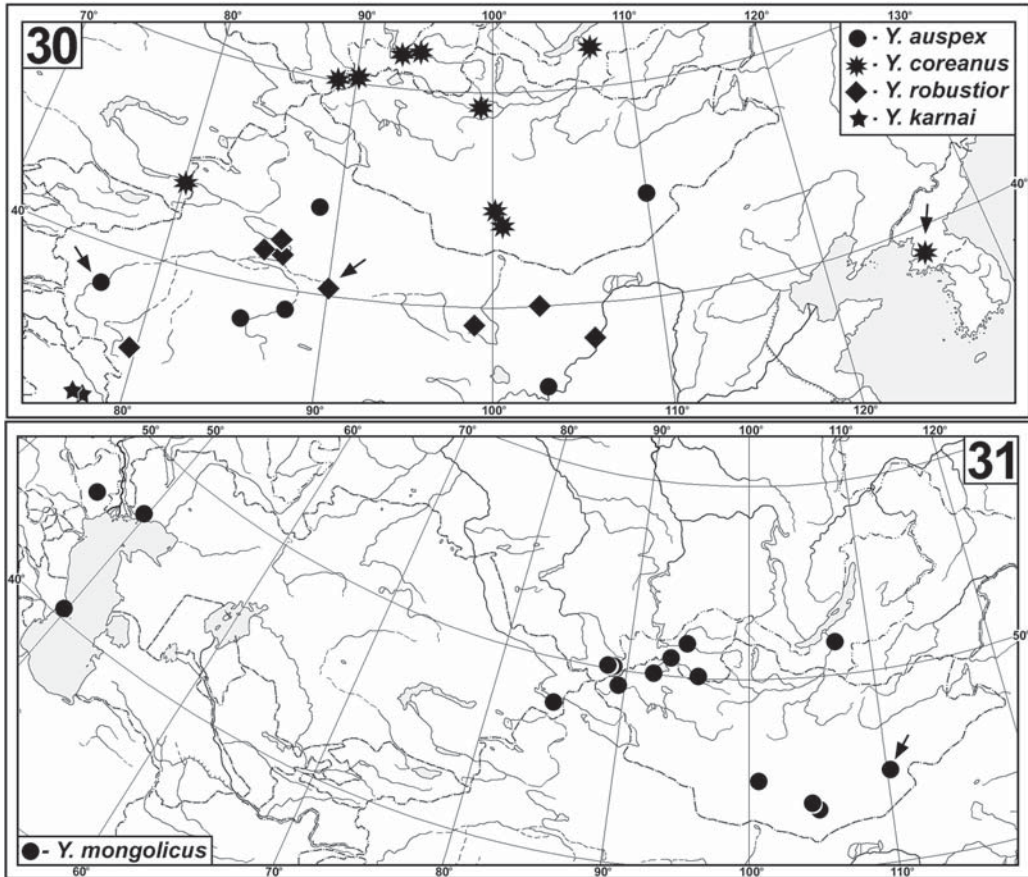 70° 80° 90° 100° 110° 120° 130°
30
- Y. auspex
- Y. coreanus
- Y. robustior
- Y. karnai
40° 40°
80° 90° 100° 110° 120°
50° 50° 60° 70° 80° 90° 100° 110° 120°
31
40° 50°
- Y. mongolicus
60° 70° 80° 90° 100° 110°